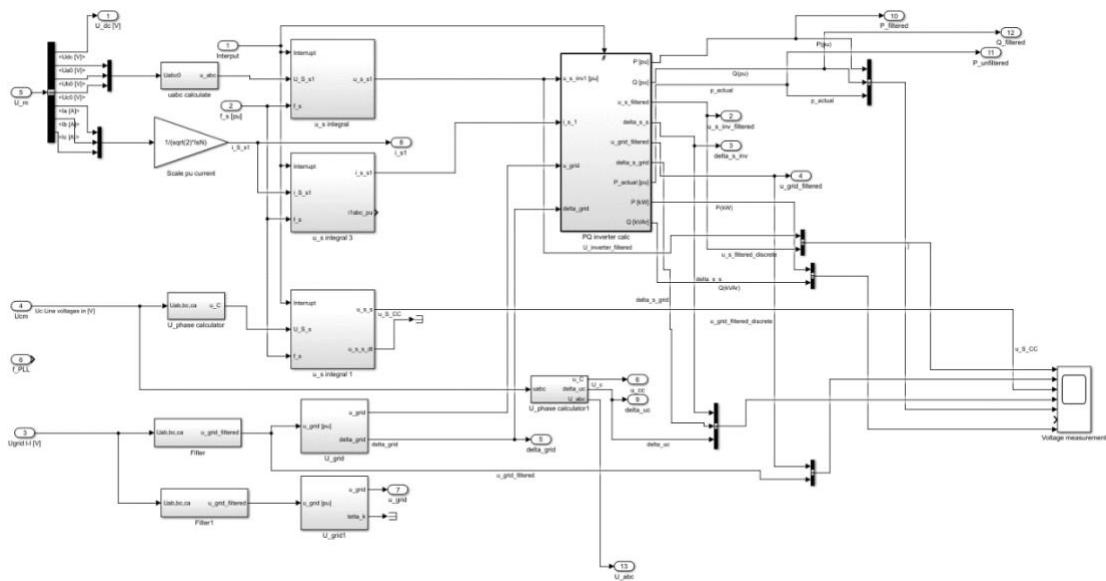 1
U_dc [V]
<Udc [V]>
<Ua0 [V]>
<Ub0 [V]>
<Uc0 [V]>
<Ia [A]>
<Ib [A]>
<Ic [A]>
5
U_m
Uabc0 u_abc
uabc calculate
1
Interput
2
f_s [pu]
Interrupt
U_S_s1
f_s
u_s_s1
u_s integral
1/(sqrt(2)*IsN)
Scale pu current
i_S_s1
8
i_s1
Interrupt
i_S_s1
f_s
i_s_s1
i1abc_pu
u_s integral 3
u_s_inv1 [pu]
i_s_1
u_grid
delta_grid
P [pu]
Q [pu]
u_s_filtered
delta_s_s
u_grid_filtered
delta_s_grid
P_actual [pu]
P [kW]
Q [kVAr]
PQ inverter calc
10
P_filtered
12
Q_filtered
11
P_unfiltered
P(pu)
Q(pu)
p_actual
p_actual
2
u_s_inv_filtered
3
delta_s_inv
4
u_grid_filtered
P(kW)
U_inverter_filtered
u_s_filtered_discrete
delta_s_s
Q(kVAr)
delta_s_grid
u_grid_filtered_discrete
4
Ucm
Uc Line voltages in [V]
Uab,bc,ca u_C
U_phase calculator
Interrupt
U_S_s
f_s
u_s_s
u_s_s_dt
u_s integral 1
u_S_CC
u_S_CC
6
f_PLL
uabc
u_C
delta_uc
U_abc
U_phase calculator1
U_c
6
u_cc
9
delta_uc
delta_uc
Voltage measurement
3
Ugrid l-l [V]
Uab,bc,ca u_grid_filtered
Filter
u_grid [pu]
u_grid
delta_grid
U_grid
delta_grid
5
delta_grid
u_grid_filtered
Uab,bc,ca u_grid_filtered
Filter1
u_grid [pu]
u_grid
U_grid1
7
u_grid
13
U_abc